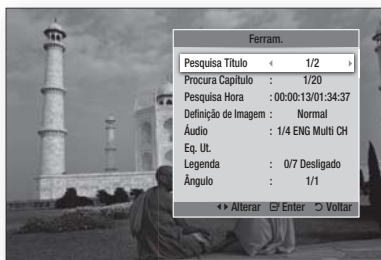 Ferram.
Pesquisa Título ◂ 1/2 ▸
Procura Capítulo : 1/20
Pesquisa Hora : 00:00:13/01:34:37
Definição de Imagem : Normal
Áudio : 1/4 ENG Multi CH
Eq. Ut.
Legenda : 0/7 Desligado
Ângulo : 1/1
◂▸ Alterar Enter Voltar